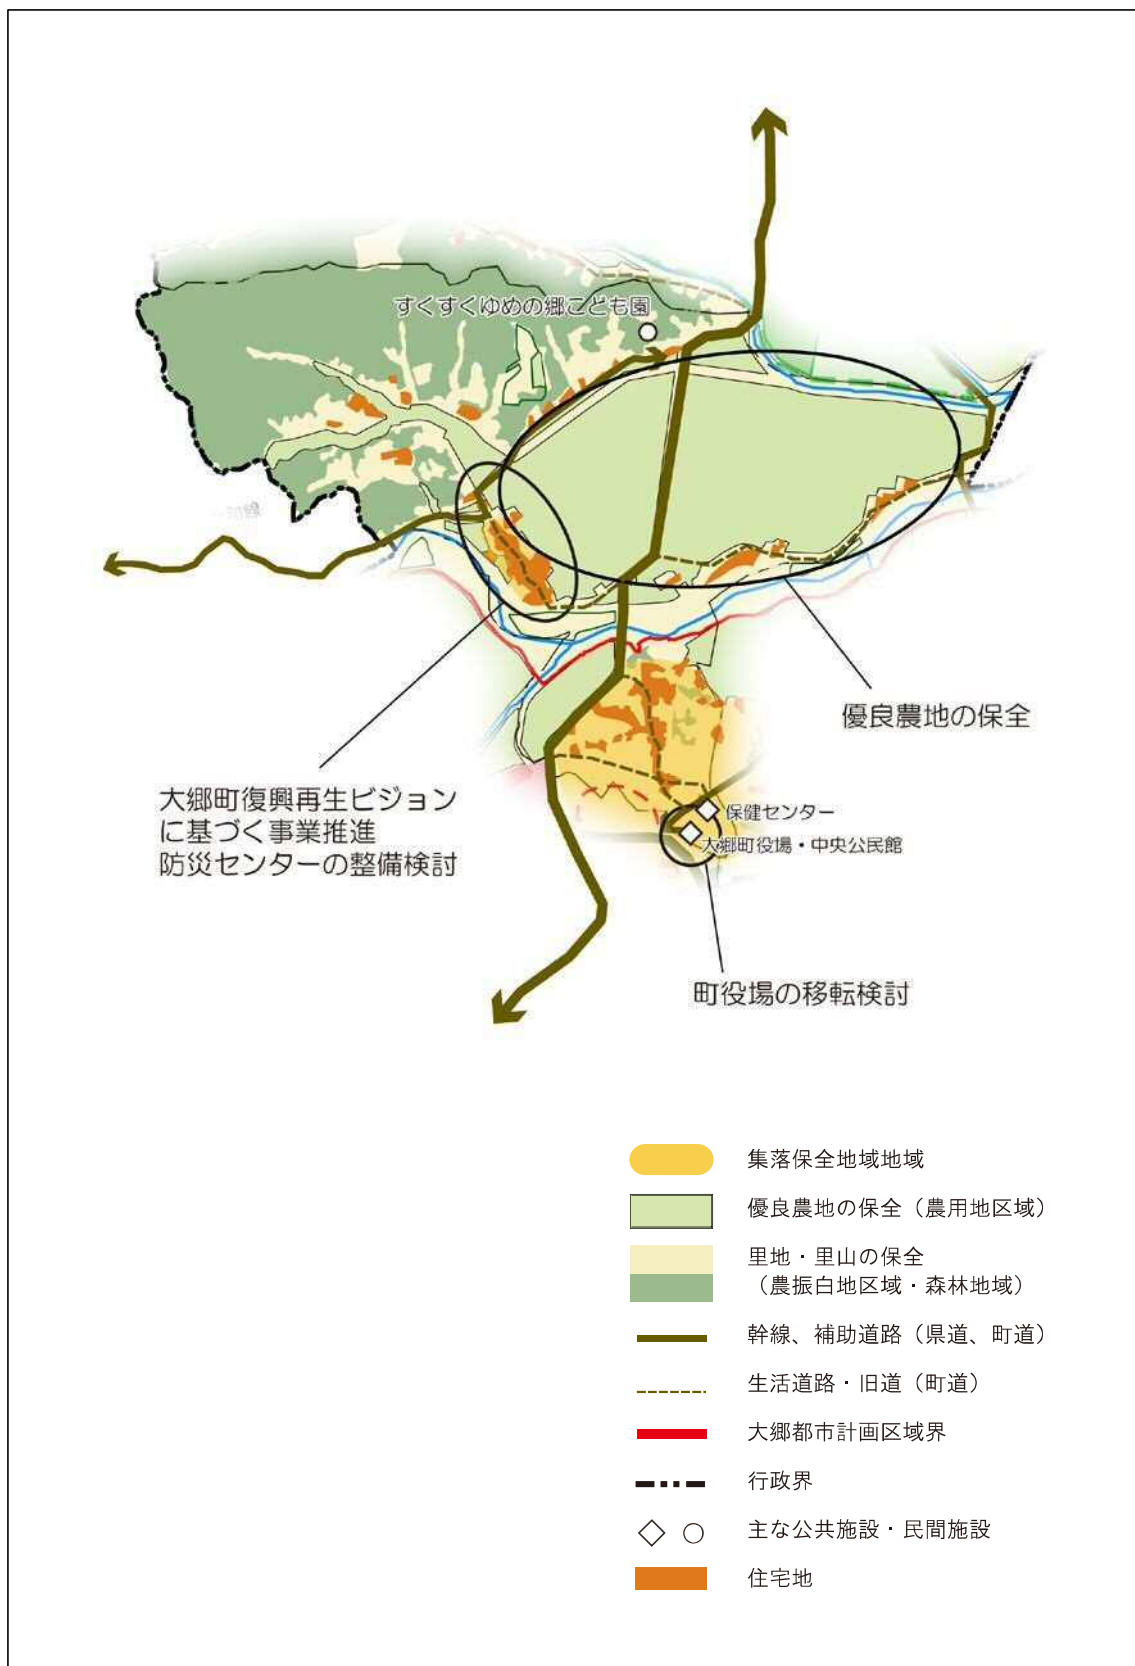 すくすくゆめの郷こども園
優良農地の保全
大郷町復興再生ビジョン
に基づく事業推進
防災センターの整備検討
保健センター
大郷町役場・中央公民館
町役場の移転検討
集落保全地域地域
優良農地の保全（農用地区域）
里地・里山の保全
（農振白地区域・森林地域）
幹線、補助道路（県道、町道）
生活道路・旧道（町道）
大郷都市計画区域界
行政界
主な公共施設・民間施設
住宅地